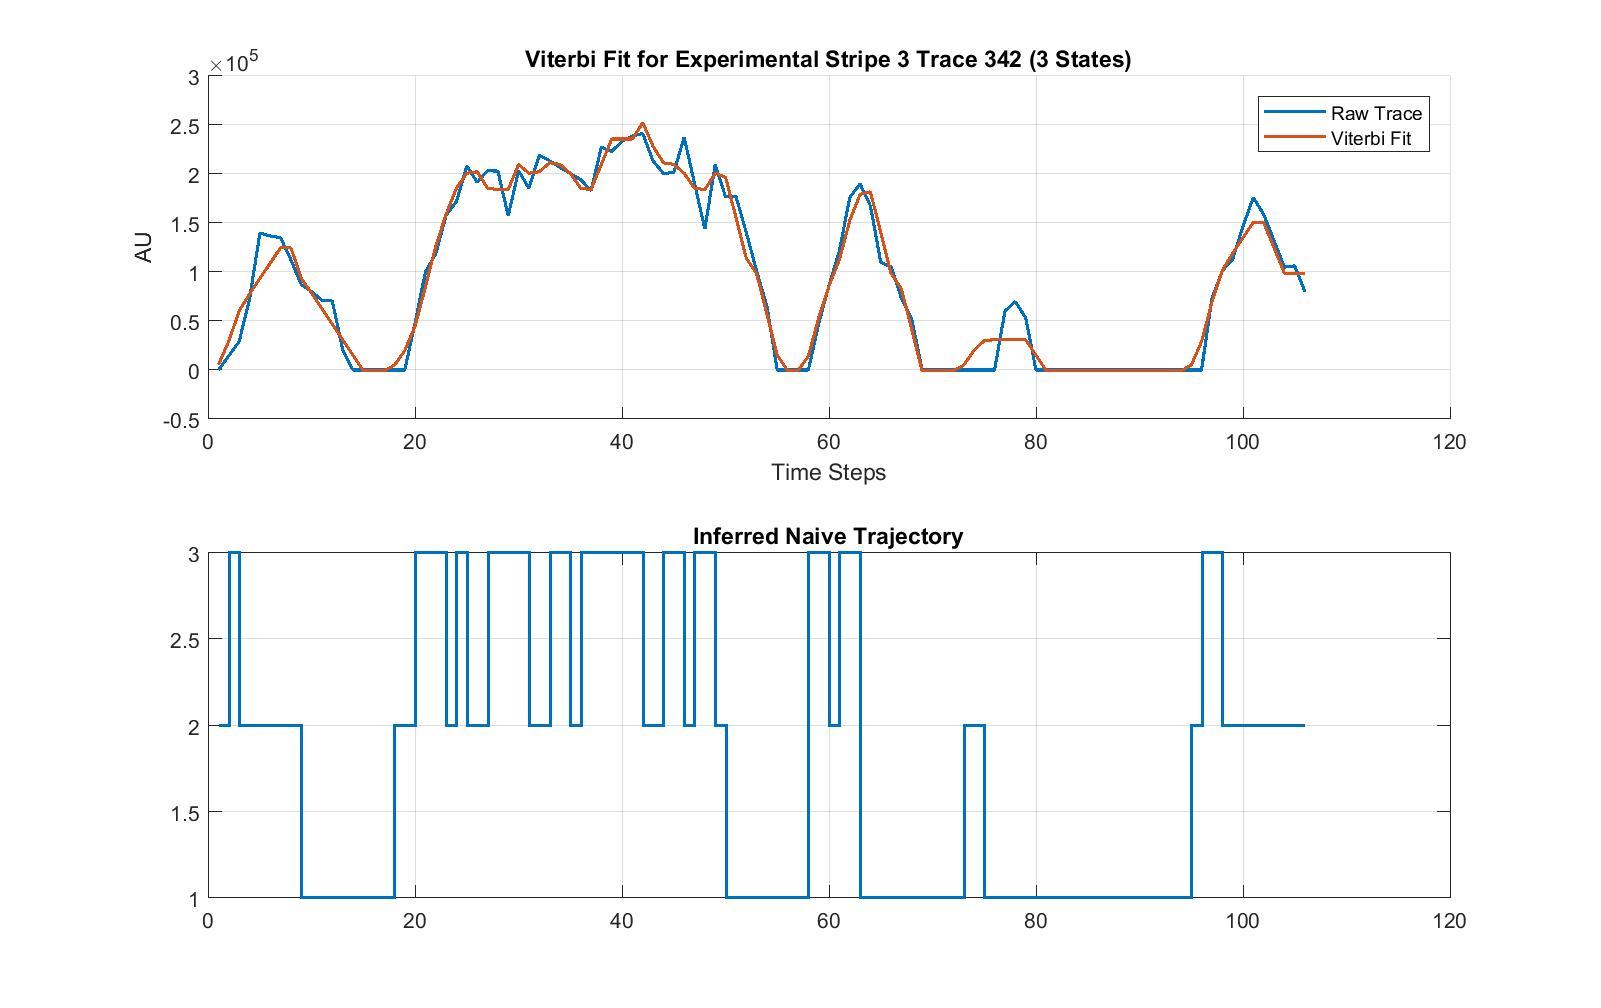 Viterbi Fit for Experimental Stripe 3 Trace 342 (3 States)
×10^5
3
2.5
2
1.5
1
0.5
0
-0.5
AU
Raw Trace
Viterbi Fit
0 20 40 60 80 100 120
Time Steps
Inferred Naive Trajectory
3
2.5
2
1.5
1
0 20 40 60 80 100 120